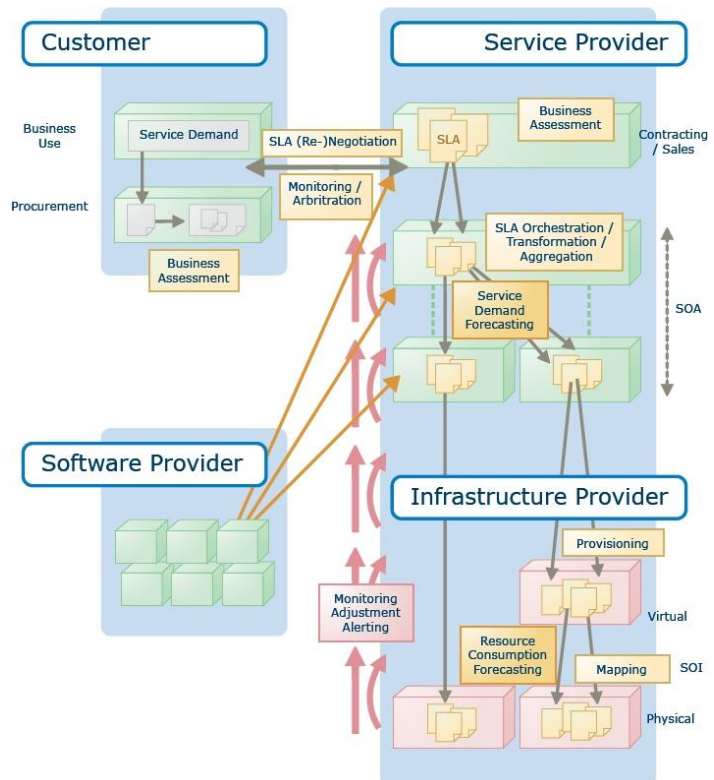 Customer
Service Provider
Business
Use
Service Demand
SLA (Re-)Negotiation
SLA
Business
Assessment
Contracting
/ Sales
Procurement
Monitoring /
Arbritration
Business
Assessment
SLA Orchestration /
Transformation /
Aggregation
Service
Demand
Forecasting
SOA
Software Provider
Infrastructure Provider
Provisioning
Monitoring
Adjustment
Alerting
Virtual
Resource
Consumption
Forecasting
Mapping
SOI
Physical